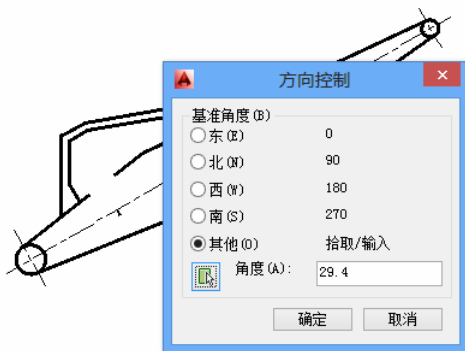 方向控制
基准角度(B)
东(E) 0
北(N) 90
西(W) 180
南(S) 270
其他(O) 拾取/输入
角度(A): 29.4
确定 取消